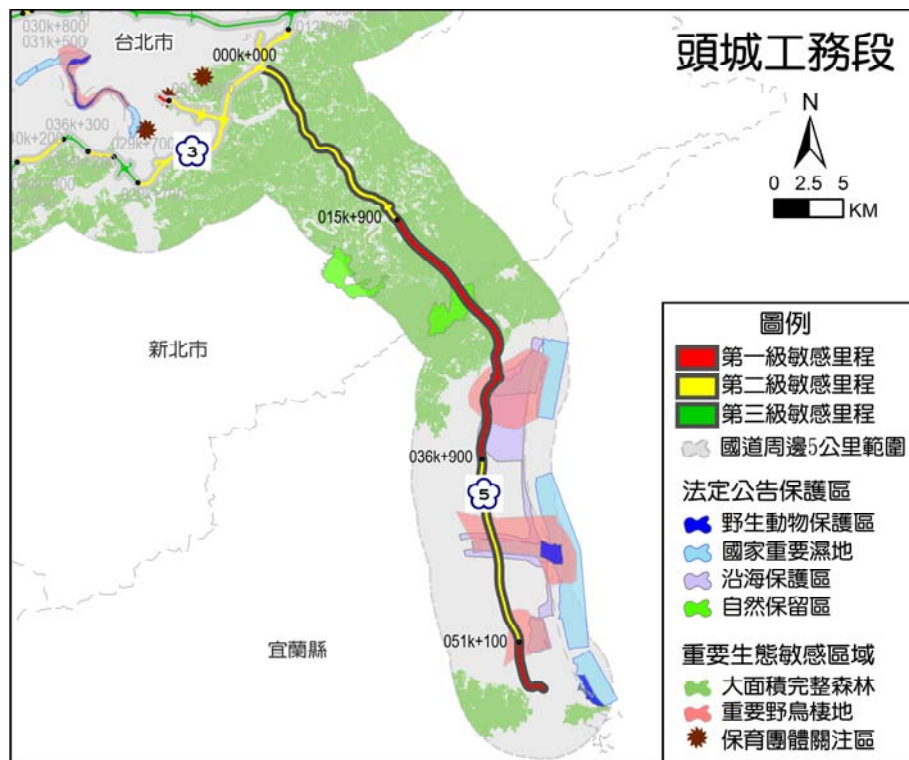 頭城工務段
N
0 2.5 5
KM
030k+800
031k+500
台北市
012k+200
000k+000
036k+300
029k+700
3
015k+900
新北市
036k+900
5
宜蘭縣
051k+100
圖例
第一級敏感里程
第二級敏感里程
第三級敏感里程
國道周邊5公里範圍
法定公告保護區
野生動物保護區
國家重要濕地
沿海保護區
自然保留區
重要生態敏感區域
大面積完整森林
重要野鳥棲地
保育團體關注區